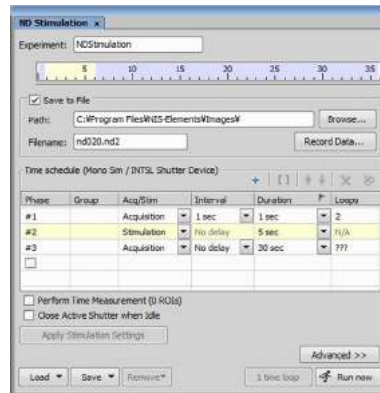 ND Stimulation x
Experiment: NDStmulation
5 10 15 20 25 30 35
Save to File
Path: C:₩Program Files₩NIS-Elements₩Images₩ Browse...
Filename: nd020.nd2 Record Data...
Time schedule (Mono Sim / INTSL Shutter Device)
Phase Group Acq/Stim Interval Duration Loops
#1 Acquisition 1 sec 1 sec 2
#2 Stimulation No delay 5 sec N/A
#3 Acquisition No delay 30 sec ???
Perform Time Measurement (0 ROIs)
Close Active Shutter when Idle
Apply Stimulation Settings
Advanced >>
Load Save Remove 1 time loop Run now